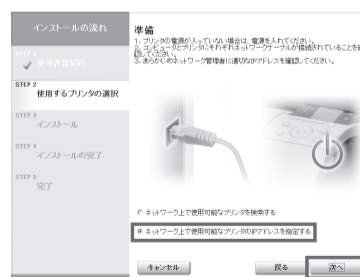 インストールの流れ
STEP 1
使用許諾契約
STEP 2
使用するプリンタの選択
STEP 3
インストール
STEP 4
インストールの完了
STEP 5
完了
準備
1. プリンタの電源が入っていない場合は、電源を入れてください。
2. コンピュータとプリンタにそれぞれネットワークケーブルが接続されていることを確
認してください。
3. あらかじめネットワーク管理者に適切なIPアドレスを確認してください。
ネットワーク上で使用可能なプリンタを検索する
ネットワーク上で使用可能なプリンタのIPアドレスを指定する
キャンセル
戻る
次へ